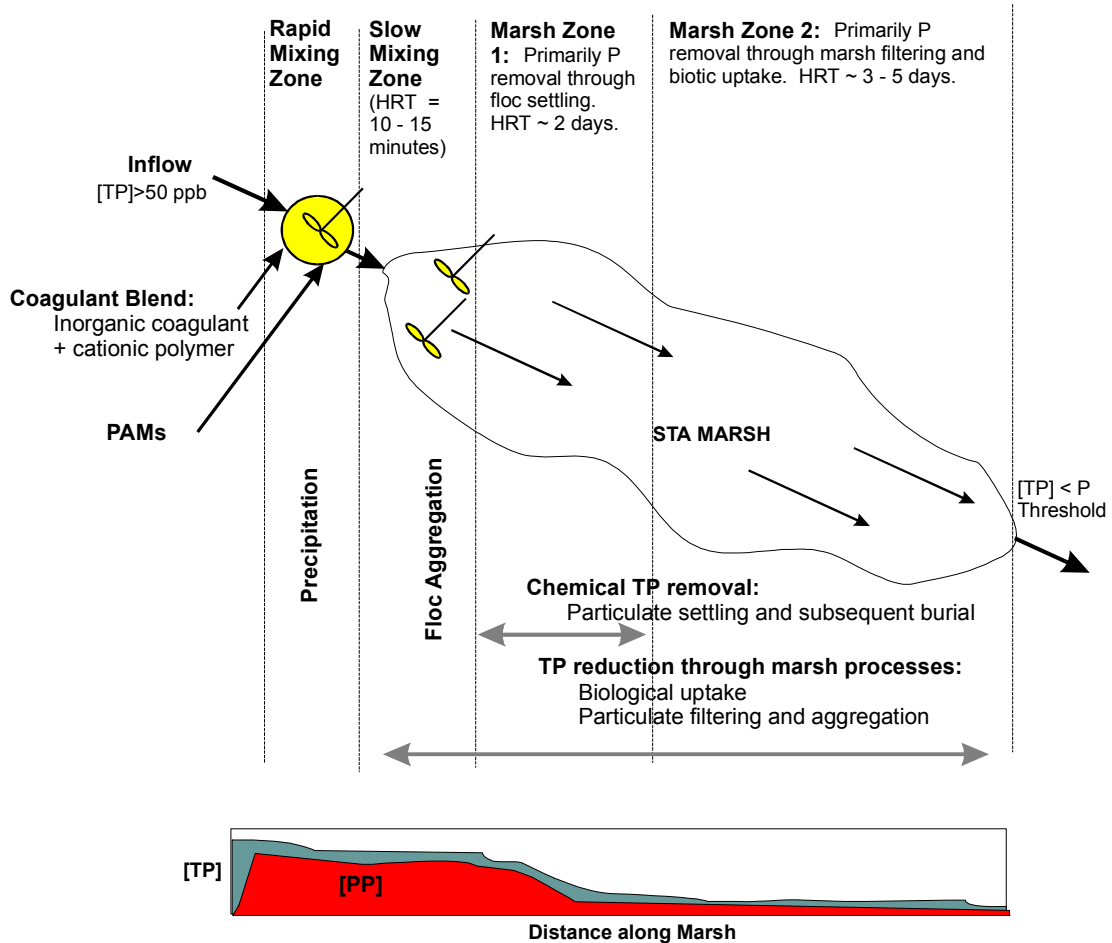 Rapid
Mixing
Zone
Slow
Mixing
Zone
(HRT =
10 - 15
minutes)
Marsh Zone
1: Primarily P
removal through
floc settling.
HRT ~ 2 days.
Marsh Zone 2: Primarily P
removal through marsh filtering and
biotic uptake. HRT ~ 3 - 5 days.
Inflow
[TP]>50 ppb
Coagulant Blend:
Inorganic coagulant
+ cationic polymer
PAMs
Precipitation
Floc Aggregation
STA MARSH
[TP] < P
Threshold
Chemical TP removal:
Particulate settling and subsequent burial
TP reduction through marsh processes:
Biological uptake
Particulate filtering and aggregation
[TP]
[PP]
Distance along Marsh